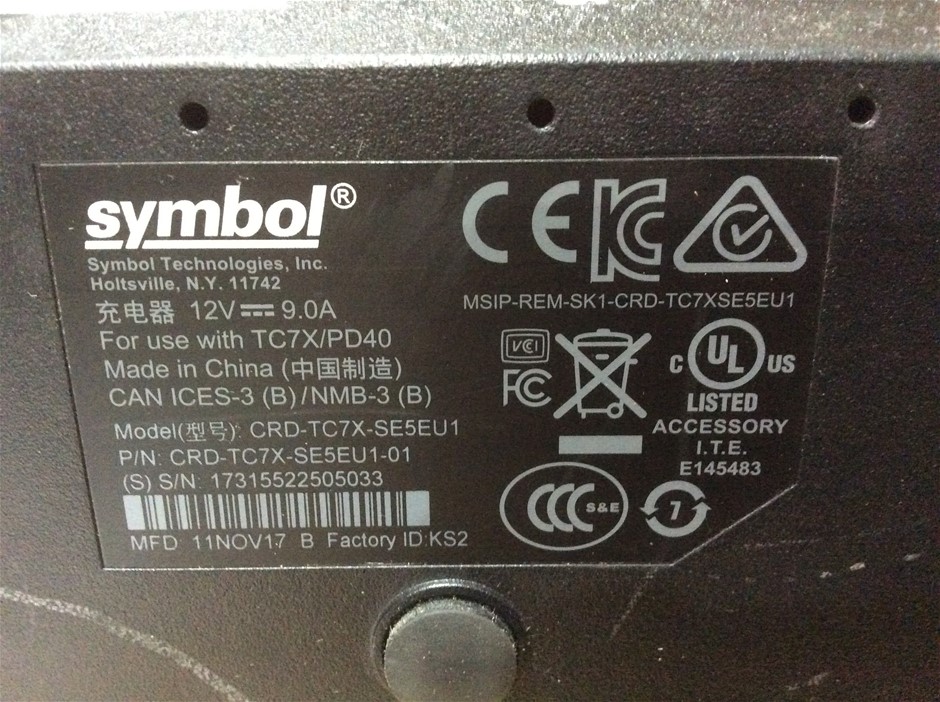 symbol®
Symbol Technologies, Inc.
Holtsville, N.Y. 11742
充电器 12V 9.0A
For use with TC7X/PD40
Made in China (中国制造)
CAN ICES-3 (B)/NMB-3 (B)
Model(型号): CRD-TC7X-SE5EU1
P/N: CRD-TC7X-SE5EU1-01
(S) S/N: 17315522505033
MFD 11NOV17 B Factory ID:KS2
CE KC
MSIP-REM-SK1-CRD-TC7XSE5EU1
VCI
FC
C UL US
LISTED
ACCESSORY
I.T.E.
E145483
CCC S&E
7